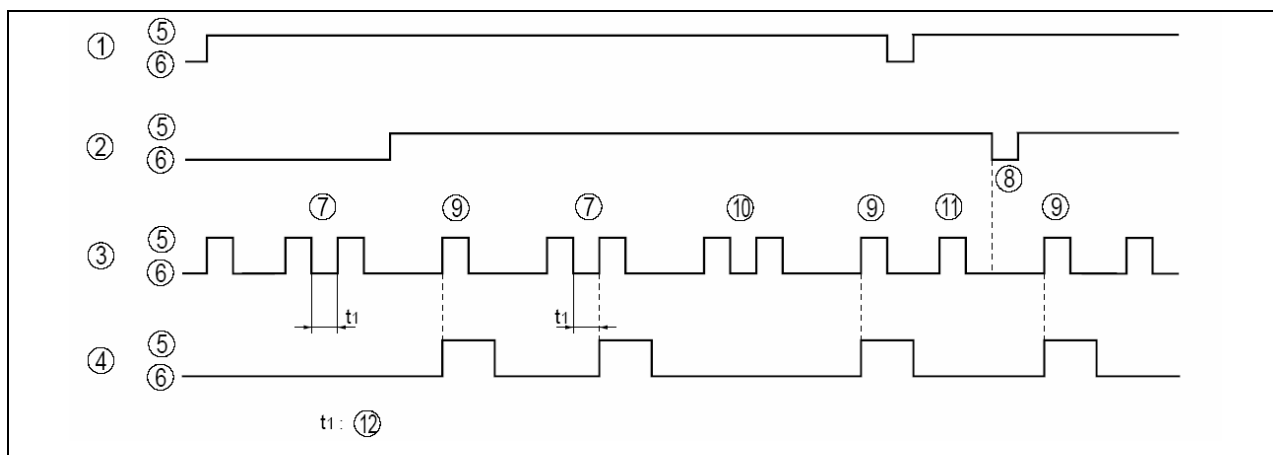 ① ⑤
⑥
② ⑤
⑥ ⑧
⑦ ⑨ ⑦ ⑩ ⑨ ⑪ ⑨
③ ⑤
⑥
t1 t1
④ ⑤
⑥
t1 : ⑫